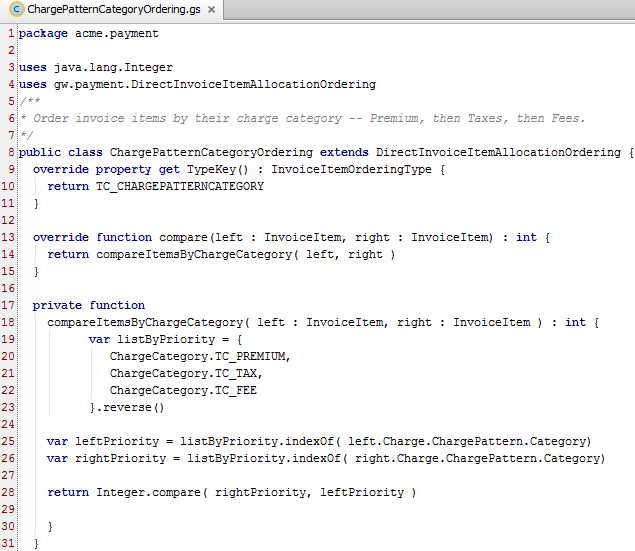 ChargePatternCategoryOrdering.gs
1 package acme.payment
2
3 uses java.lang.Integer
4 uses gw.payment.DirectInvoiceItemAllocationOrdering
5 /**
6 * Order invoice items by their charge category -- Premium, then Taxes, then Fees.
7 */
8 public class ChargePatternCategoryOrdering extends DirectInvoiceItemAllocationOrdering {
9 override property get TypeKey() : InvoiceItemOrderingType {
10 return TC_CHARGEPATTERNCATEGORY
11 }
12
13 override function compare(left : InvoiceItem, right : InvoiceItem) : int {
14 return compareItemsByChargeCategory( left, right )
15 }
16
17 private function
18 compareItemsByChargeCategory( left : InvoiceItem, right : InvoiceItem ) : int {
19 var listByPriority = {
20 ChargeCategory.TC_PREMIUM,
21 ChargeCategory.TC_TAX,
22 ChargeCategory.TC_FEE
23 }.reverse()
24
25 var leftPriority = listByPriority.indexOf( left.Charge.ChargePattern.Category)
26 var rightPriority = listByPriority.indexOf( right.Charge.ChargePattern.Category)
27
28 return Integer.compare( rightPriority, leftPriority )
29
30 }
31 }